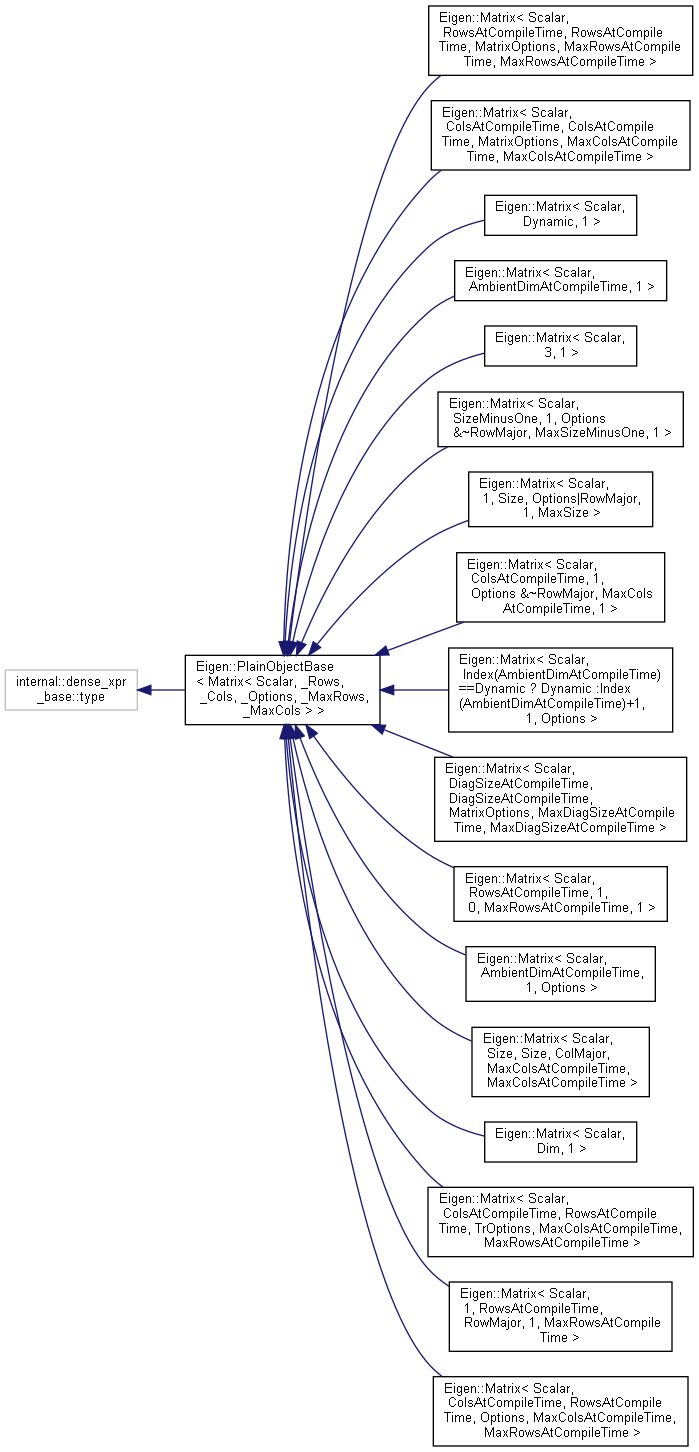 Eigen::Matrix< Scalar,
RowsAtCompileTime, RowsAtCompile
Time, MatrixOptions, MaxRowsAtCompile
Time, MaxRowsAtCompileTime >
Eigen::Matrix< Scalar,
ColsAtCompileTime, ColsAtCompile
Time, MatrixOptions, MaxColsAtCompile
Time, MaxColsAtCompileTime >
Eigen::Matrix< Scalar,
Dynamic, 1 >
Eigen::Matrix< Scalar,
AmbientDimAtCompileTime, 1 >
Eigen::Matrix< Scalar,
3, 1 >
Eigen::Matrix< Scalar,
SizeMinusOne, 1, Options
&~RowMajor, MaxSizeMinusOne, 1 >
Eigen::Matrix< Scalar,
1, Size, Options|RowMajor,
1, MaxSize >
Eigen::Matrix< Scalar,
ColsAtCompileTime, 1,
Options &~RowMajor, MaxCols
AtCompileTime, 1 >
internal::dense_xpr
_base::type
Eigen::PlainObjectBase
< Matrix< Scalar, _Rows,
_Cols, _Options, _MaxRows,
_MaxCols > >
Eigen::Matrix< Scalar,
Index(AmbientDimAtCompileTime)
==Dynamic ? Dynamic :Index
(AmbientDimAtCompileTime)+1,
1, Options >
Eigen::Matrix< Scalar,
DiagSizeAtCompileTime,
DiagSizeAtCompileTime,
MatrixOptions, MaxDiagSizeAtCompile
Time, MaxDiagSizeAtCompileTime >
Eigen::Matrix< Scalar,
RowsAtCompileTime, 1,
0, MaxRowsAtCompileTime, 1 >
Eigen::Matrix< Scalar,
AmbientDimAtCompileTime,
1, Options >
Eigen::Matrix< Scalar,
Size, Size, ColMajor,
MaxColsAtCompileTime,
MaxColsAtCompileTime >
Eigen::Matrix< Scalar,
Dim, 1 >
Eigen::Matrix< Scalar,
ColsAtCompileTime, RowsAtCompile
Time, TrOptions, MaxColsAtCompileTime,
MaxRowsAtCompileTime >
Eigen::Matrix< Scalar,
1, RowsAtCompileTime,
RowMajor, 1, MaxRowsAtCompile
Time >
Eigen::Matrix< Scalar,
ColsAtCompileTime, RowsAtCompile
Time, Options, MaxColsAtCompileTime,
MaxRowsAtCompileTime >